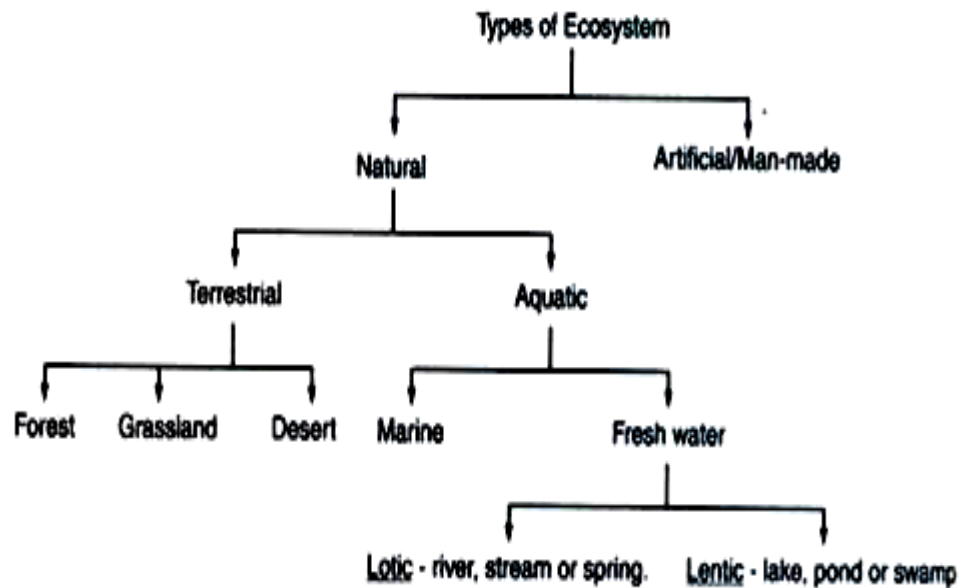 Types of Ecosystem
Natural
Artificial/Man-made
Terrestrial
Aquatic
Forest
Grassland
Desert
Marine
Fresh water
Lotic - river, stream or spring.
Lentic - lake, pond or swamp